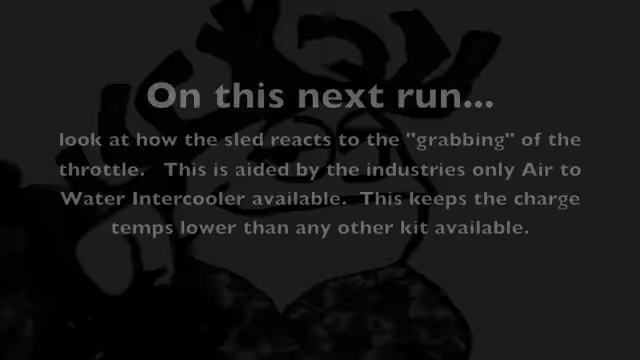 On this next run...
look at how the sled reacts to the "grabbing" of the
throttle.   This is aided by the industries only Air to
Water Intercooler available.  This keeps the charge
temps lower than any other kit available.